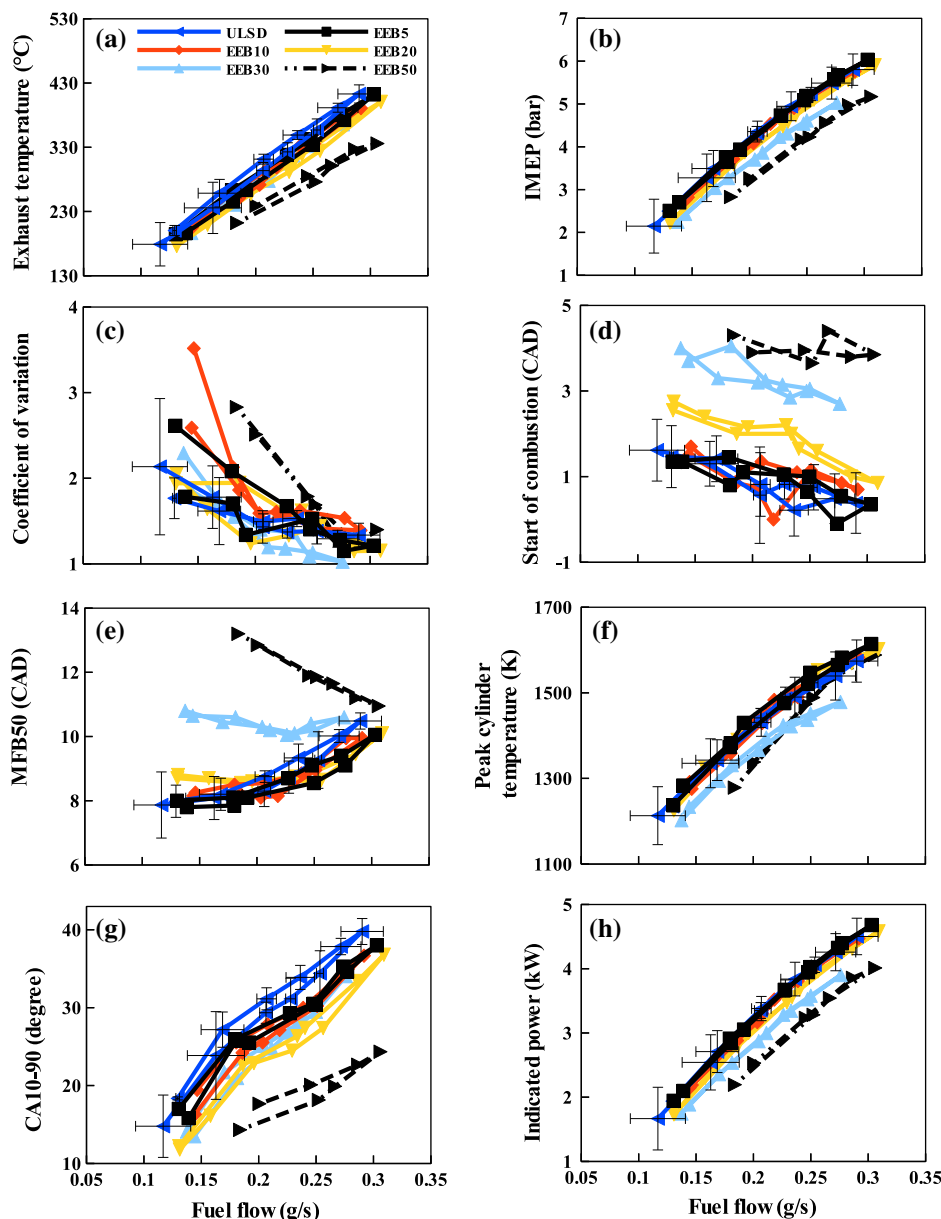 530
(a)
ULSD
EEB5
EEB10
EEB20
EEB30
EEB50
430
330
230
130
Exhaust temperature (°C)
7
(b)
6
5
4
3
2
1
IMEP (bar)
4
(c)
3
2
1
Coefficient of variation
5
(d)
3
1
-1
Start of combustion (CAD)
14
(e)
12
10
8
6
MFB50 (CAD)
1700
(f)
1500
1300
1100
Peak cylinder
temperature (K)
40
(g)
30
20
10
CA10-90 (degree)
0.05
0.1
0.15
0.2
0.25
0.3
0.35
Fuel flow (g/s)
5
(h)
4
3
2
1
Indicated power (kW)
0.05
0.1
0.15
0.2
0.25
0.3
0.35
Fuel flow (g/s)